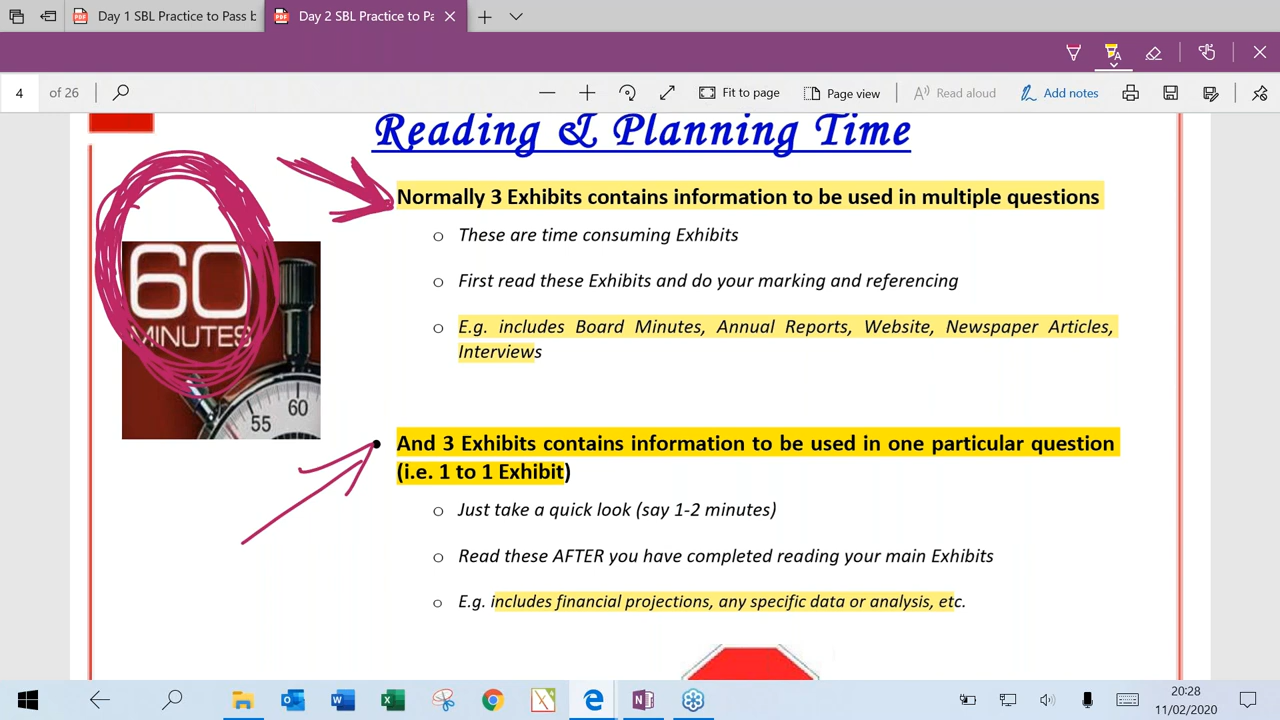 Day 1 SBL Practice to Pass b
Day 2 SBL Practice to Pa
4 of 26
Fit to page
Page view
Read aloud
Add notes
Reading & Planning Time
Normally 3 Exhibits contains information to be used in multiple questions
o These are time consuming Exhibits
o First read these Exhibits and do your marking and referencing
o E.g. includes Board Minutes, Annual Reports, Website, Newspaper Articles,
Interviews
60
MINUTES
55 60
• And 3 Exhibits contains information to be used in one particular question
(i.e. 1 to 1 Exhibit)
o Just take a quick look (say 1-2 minutes)
o Read these AFTER you have completed reading your main Exhibits
o E.g. includes financial projections, any specific data or analysis, etc.
20:28
11/02/2020